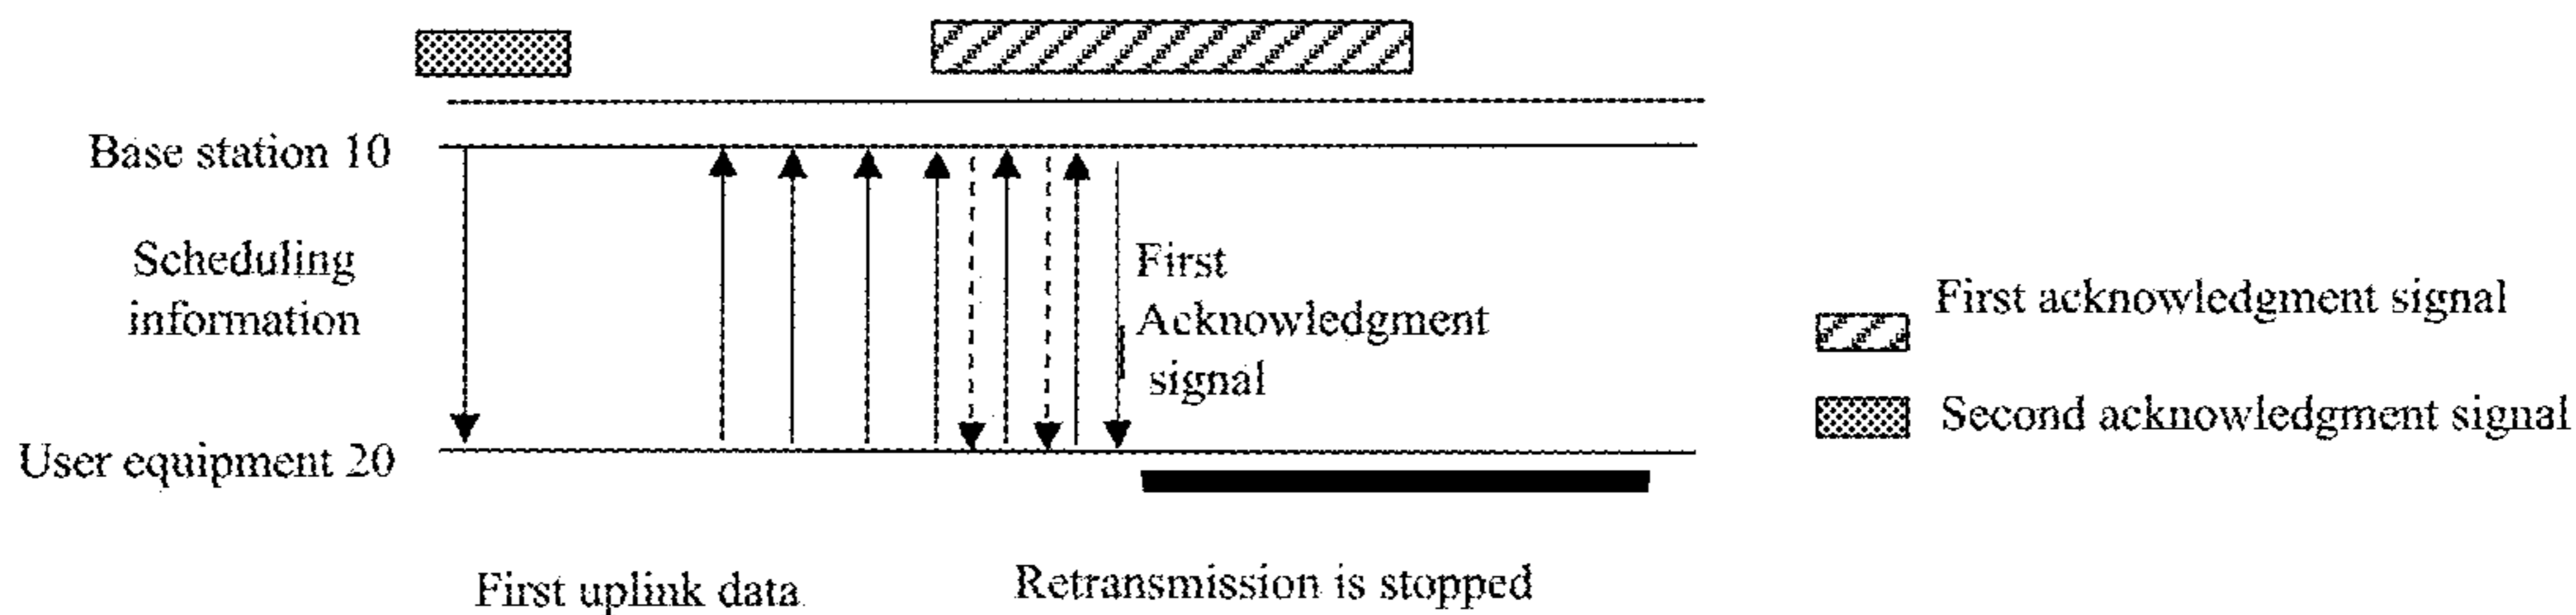 Base station 10
Scheduling
information
User equipment 20
First
Acknowledgment
signal
First uplink data
Retransmission is stopped
First acknowledgment signal
Second acknowledgment signal